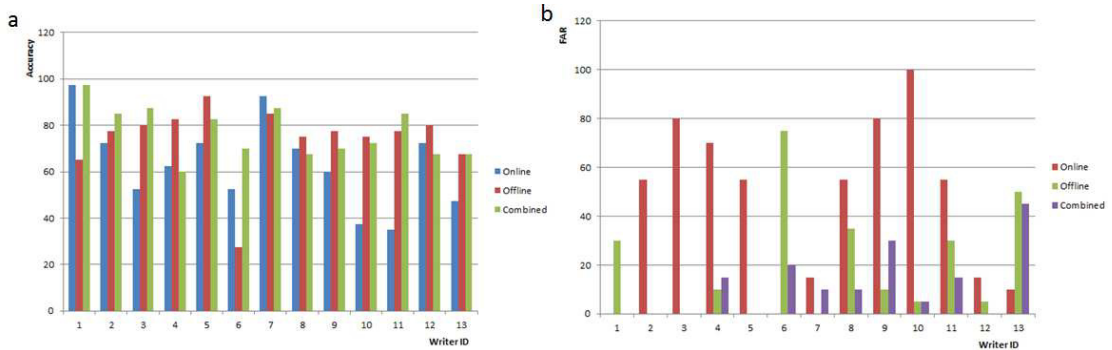 a
Accuracy
120
100
80
60
40
20
0
1 2 3 4 5 6 7 8 9 10 11 12 13
Writer ID
Online
Offline
Combined
b
FAR
120
100
80
60
40
20
0
1 2 3 4 5 6 7 8 9 10 11 12 13
Writer ID
Online
Offline
Combined